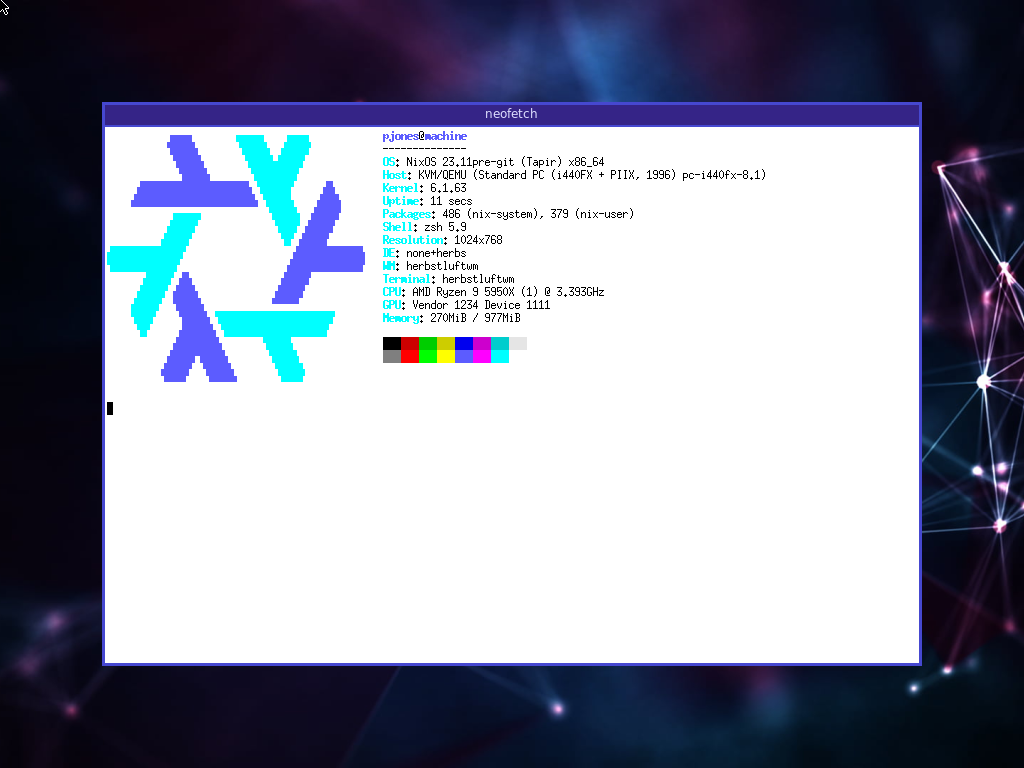 neofetch
pjones@machine
--------------
OS: NixOS 23.11pre-git (Tapir) x86_64
Host: KVM/QEMU (Standard PC (i440FX + PIIX, 1996) pc-i440fx-8.1)
Kernel: 6.1.63
Uptime: 11 secs
Packages: 486 (nix-system), 379 (nix-user)
Shell: zsh 5.9
Resolution: 1024x768
DE: none+herbs
WM: herbstluftwm
Terminal: herbstluftwm
CPU: AMD Ryzen 9 5950X (1) @ 3.393GHz
GPU: Vendor 1234 Device 1111
Memory: 270MiB / 977MiB